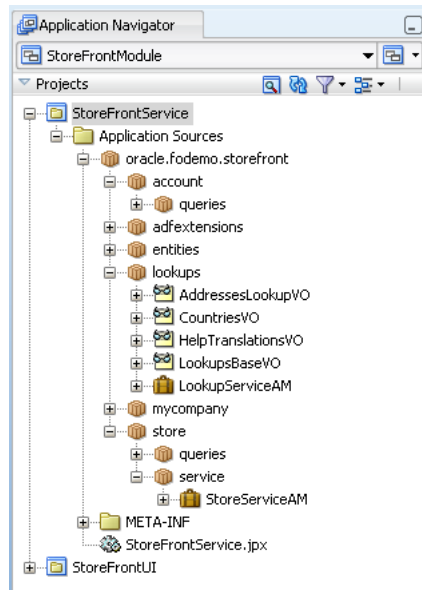 Application Navigator
StoreFrontModule
Projects
StoreFrontService
Application Sources
oracle.fodemo.storefront
account
queries
adfextensions
entities
lookups
AddressesLookupVO
CountriesVO
HelpTranslationsVO
LookupsBaseVO
LookupServiceAM
mycompany
store
queries
service
StoreServiceAM
META-INF
StoreFrontService.jpx
StoreFrontUI